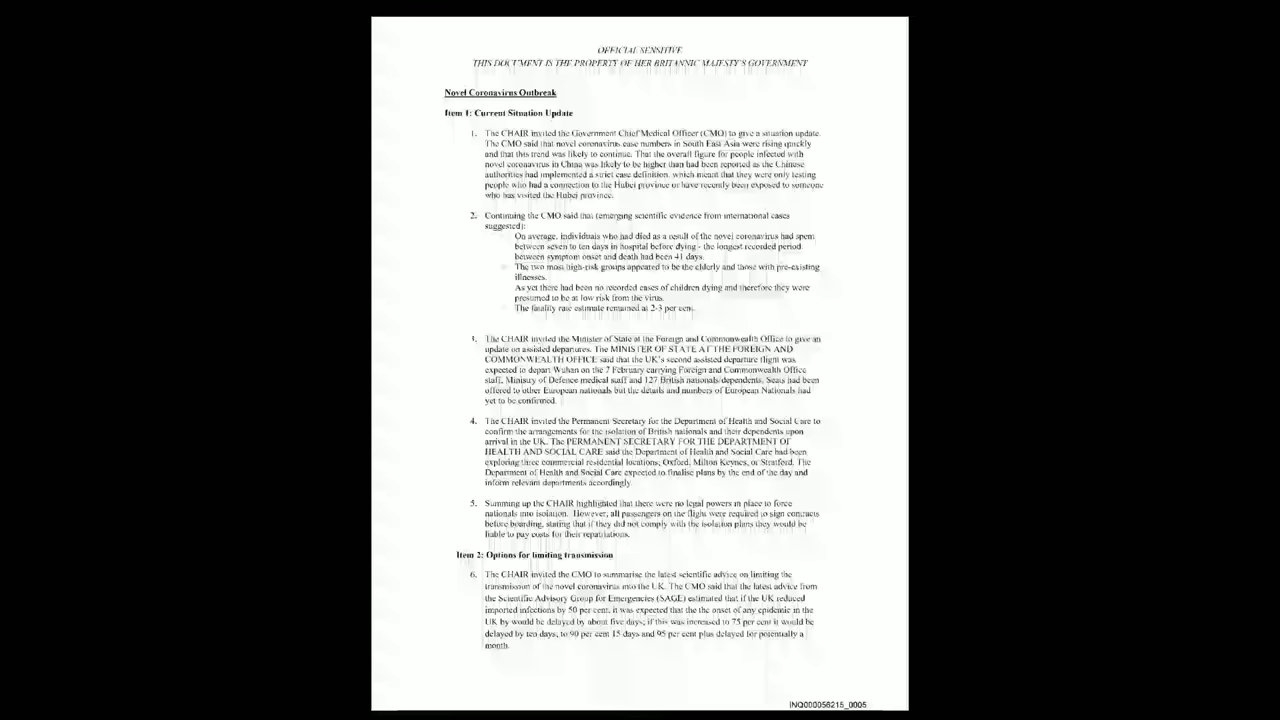 OFFICIAL SENSITIVE
THIS DOCUMENT IS THE PROPERTY OF HER BRITANNIC MAJESTY'S GOVERNMENT
Novel Coronavirus Outbreak
Item 1: Current Situation Update
1. The CHAIR invited the Government Chief Medical Officer (CMO) to give a situation update.
The CMO said that novel coronavirus case numbers in South East Asia were rising quickly
and that this trend was likely to continue. That the overall figure for people infected with
novel coronavirus in China was likely to be higher than had been reported as the Chinese
authorities had implemented a strict case definition, which meant that they were only testing
people who had a connection to the Hubei province or have recently been exposed to someone
who has visited the Hubei province.
2. Continuing the CMO said that (emerging scientific evidence from international cases
suggested):
On average, individuals who had died as a result of the novel coronavirus had spent
between seven to ten days in hospital before dying - the longest recorded period
between symptom onset and death had been 41 days.
The two most high-risk groups appeared to be the elderly and those with pre-existing
illnesses.
As yet there had been no recorded cases of children dying and therefore they were
presumed to be at low risk from the virus.
The fatality rate estimate remained at 2-3 per cent.
3. The CHAIR invited the Minister of State at the Foreign and Commonwealth Office to give an
update on assisted departures. The MINISTER OF STATE AT THE FOREIGN AND
COMMONWEALTH OFFICE said that the UK's second assisted departure flight was
expected to depart Wuhan on the 7 February carrying Foreign and Commonwealth Office
staff, Ministry of Defence medical staff and 127 British nationals/dependents. Seats had been
offered to other European nationals but the details and numbers of European Nationals had
yet to be confirmed.
4. The CHAIR invited the Permanent Secretary for the Department of Health and Social Care to
confirm the arrangements for the isolation of British nationals and their dependents upon
arrival in the UK. The PERMANENT SECRETARY FOR THE DEPARTMENT OF
HEALTH AND SOCIAL CARE said the Department of Health and Social Care had been
exploring three commercial residential locations; Oxford, Milton Keynes, or Stratford. The
Department of Health and Social Care expected to finalise plans by the end of the day and
inform relevant departments accordingly.
5. Summing up the CHAIR highlighted that there were no legal powers in place to force
nationals into isolation. However, all passengers on the flight were required to sign contracts
before boarding, stating that if they did not comply with the isolation plans they would be
liable to pay costs for their repatriations.
Item 2: Options for limiting transmission
6. The CHAIR invited the CMO to summarise the latest scientific advice on limiting the
transmission of the novel coronavirus into the UK. The CMO said that the latest advice from
the Scientific Advisory Group for Emergencies (SAGE) estimated that if the UK reduced
imported infections by 50 per cent, it was expected that the the onset of any epidemic in the
UK by would be delayed by about five days; if this was increased to 75 per cent it would be
delayed by ten days, to 90 per cent 15 days and 95 per cent plus delayed for potentially a
month.
INQ000056215_0005